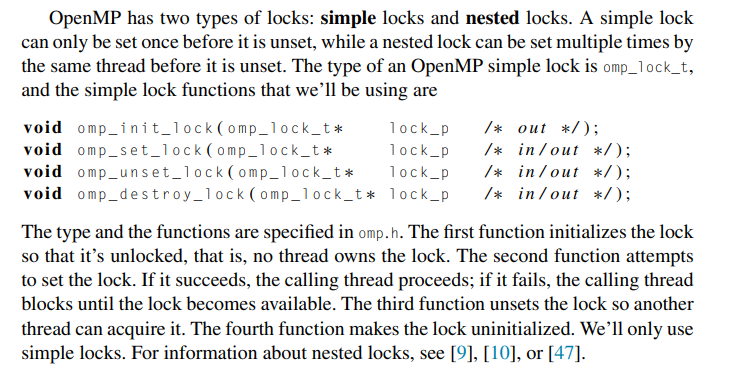 OpenMP has two types of locks: simple locks and nested locks. A simple lock
can only be set once before it is unset, while a nested lock can be set multiple times by
the same thread before it is unset. The type of an OpenMP simple lock is omp_lock_t,
and the simple lock functions that we'll be using are
void omp_init_lock(omp_lock_t* lock_p /* out */);
void omp_set_lock(omp_lock_t* lock_p /* in/out */);
void omp_unset_lock(omp_lock_t* lock_p /* in/out */);
void omp_destroy_lock(omp_lock_t* lock_p /* in/out */);
The type and the functions are specified in omp.h. The first function initializes the lock
so that it's unlocked, that is, no thread owns the lock. The second function attempts
to set the lock. If it succeeds, the calling thread proceeds; if it fails, the calling thread
blocks until the lock becomes available. The third function unsets the lock so another
thread can acquire it. The fourth function makes the lock uninitialized. We'll only use
simple locks. For information about nested locks, see [9], [10], or [47].